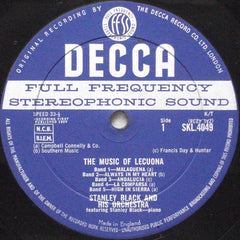 ORIGINAL RECORDING BY THE DECCA RECORD CO. LTD. LONDON
ffss
DECCA
FULL FREQUENCY
STEREOPHONIC SOUND
SPEED 33⅓
K/T
N.C.B.
B.I.E.M.
Side
1
SKL.4049
(a) Campbell Connelly & Co.
(b) Southern Music
(c) Francis Day & Hunter
THE MUSIC OF LECUONA
Band 1—MALAGUENA (a)
Band 2—ALWAYS IN MY HEART (b)
Band 3—ANDALUCIA (c)
Band 4—LA COMPARSA (b)
Band 5—HIGH IN SIERRA
STANLEY BLACK AND
HIS ORCHESTRA
featuring Stanley Black—piano
Made in England